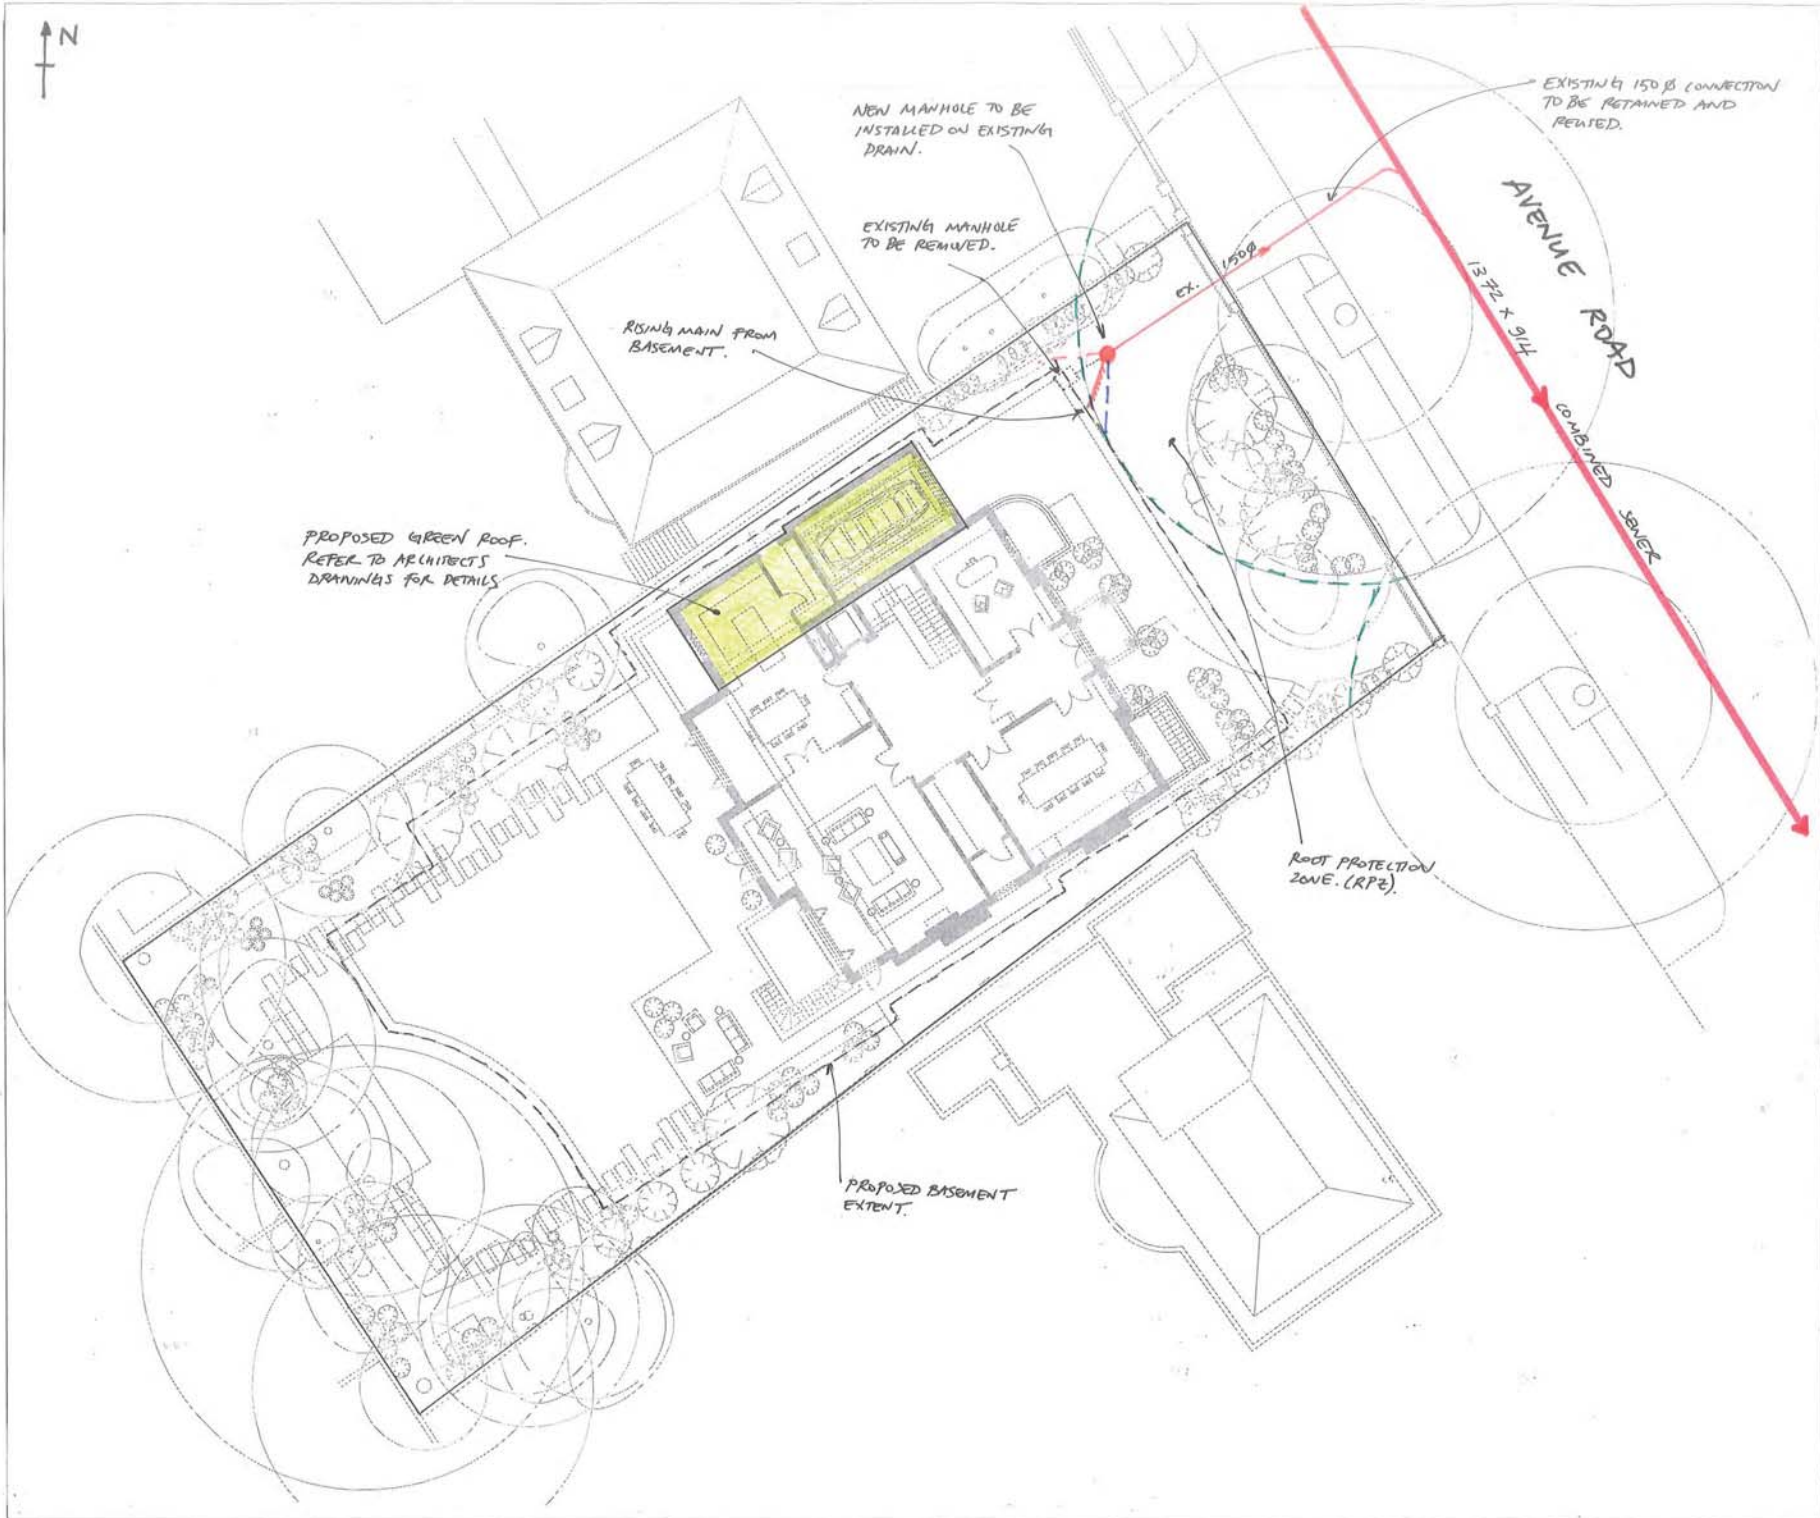 N
NEW MANHOLE TO BE
INSTALLED ON EXISTING
DRAIN.
EXISTING 150 Ø CONNECTION
TO BE RETAINED AND
REUSED.
EXISTING MANHOLE
TO BE REMOVED.
AVENUE ROAD
ex. 150Ø
1372 x 914
RISING MAIN FROM
BASEMENT.
COMBINED SEWER
PROPOSED GREEN ROOF.
REFER TO ARCHITECTS
DRAWINGS FOR DETAILS
ROOT PROTECTION
ZONE. (RPZ).
PROPOSED BASEMENT
EXTENT.